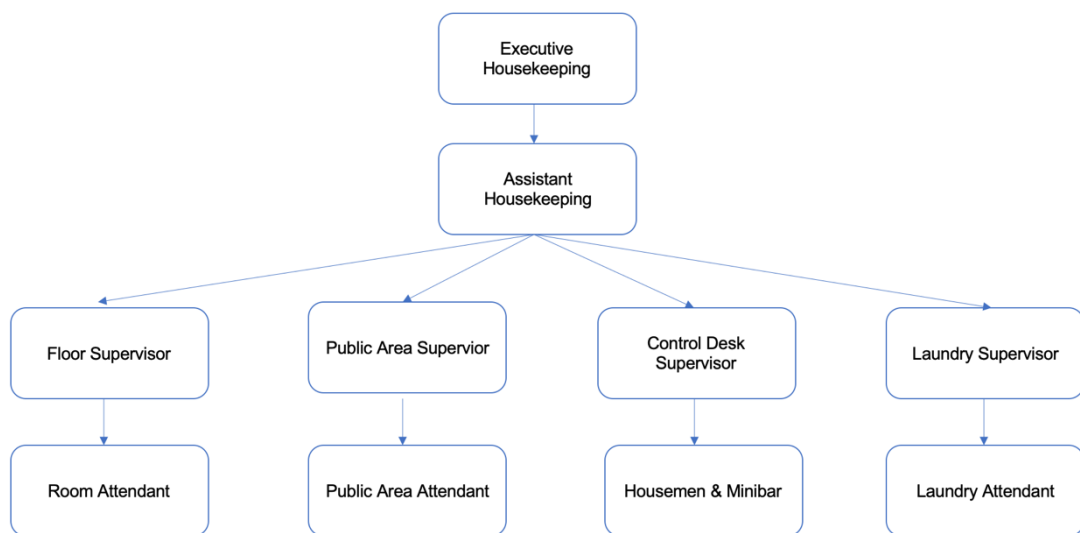 Executive
Housekeeping
Assistant
Housekeeping
Floor Supervisor
Public Area Supervior
Control Desk
Supervisor
Laundry Supervisor
Room Attendant
Public Area Attendant
Housemen & Minibar
Laundry Attendant